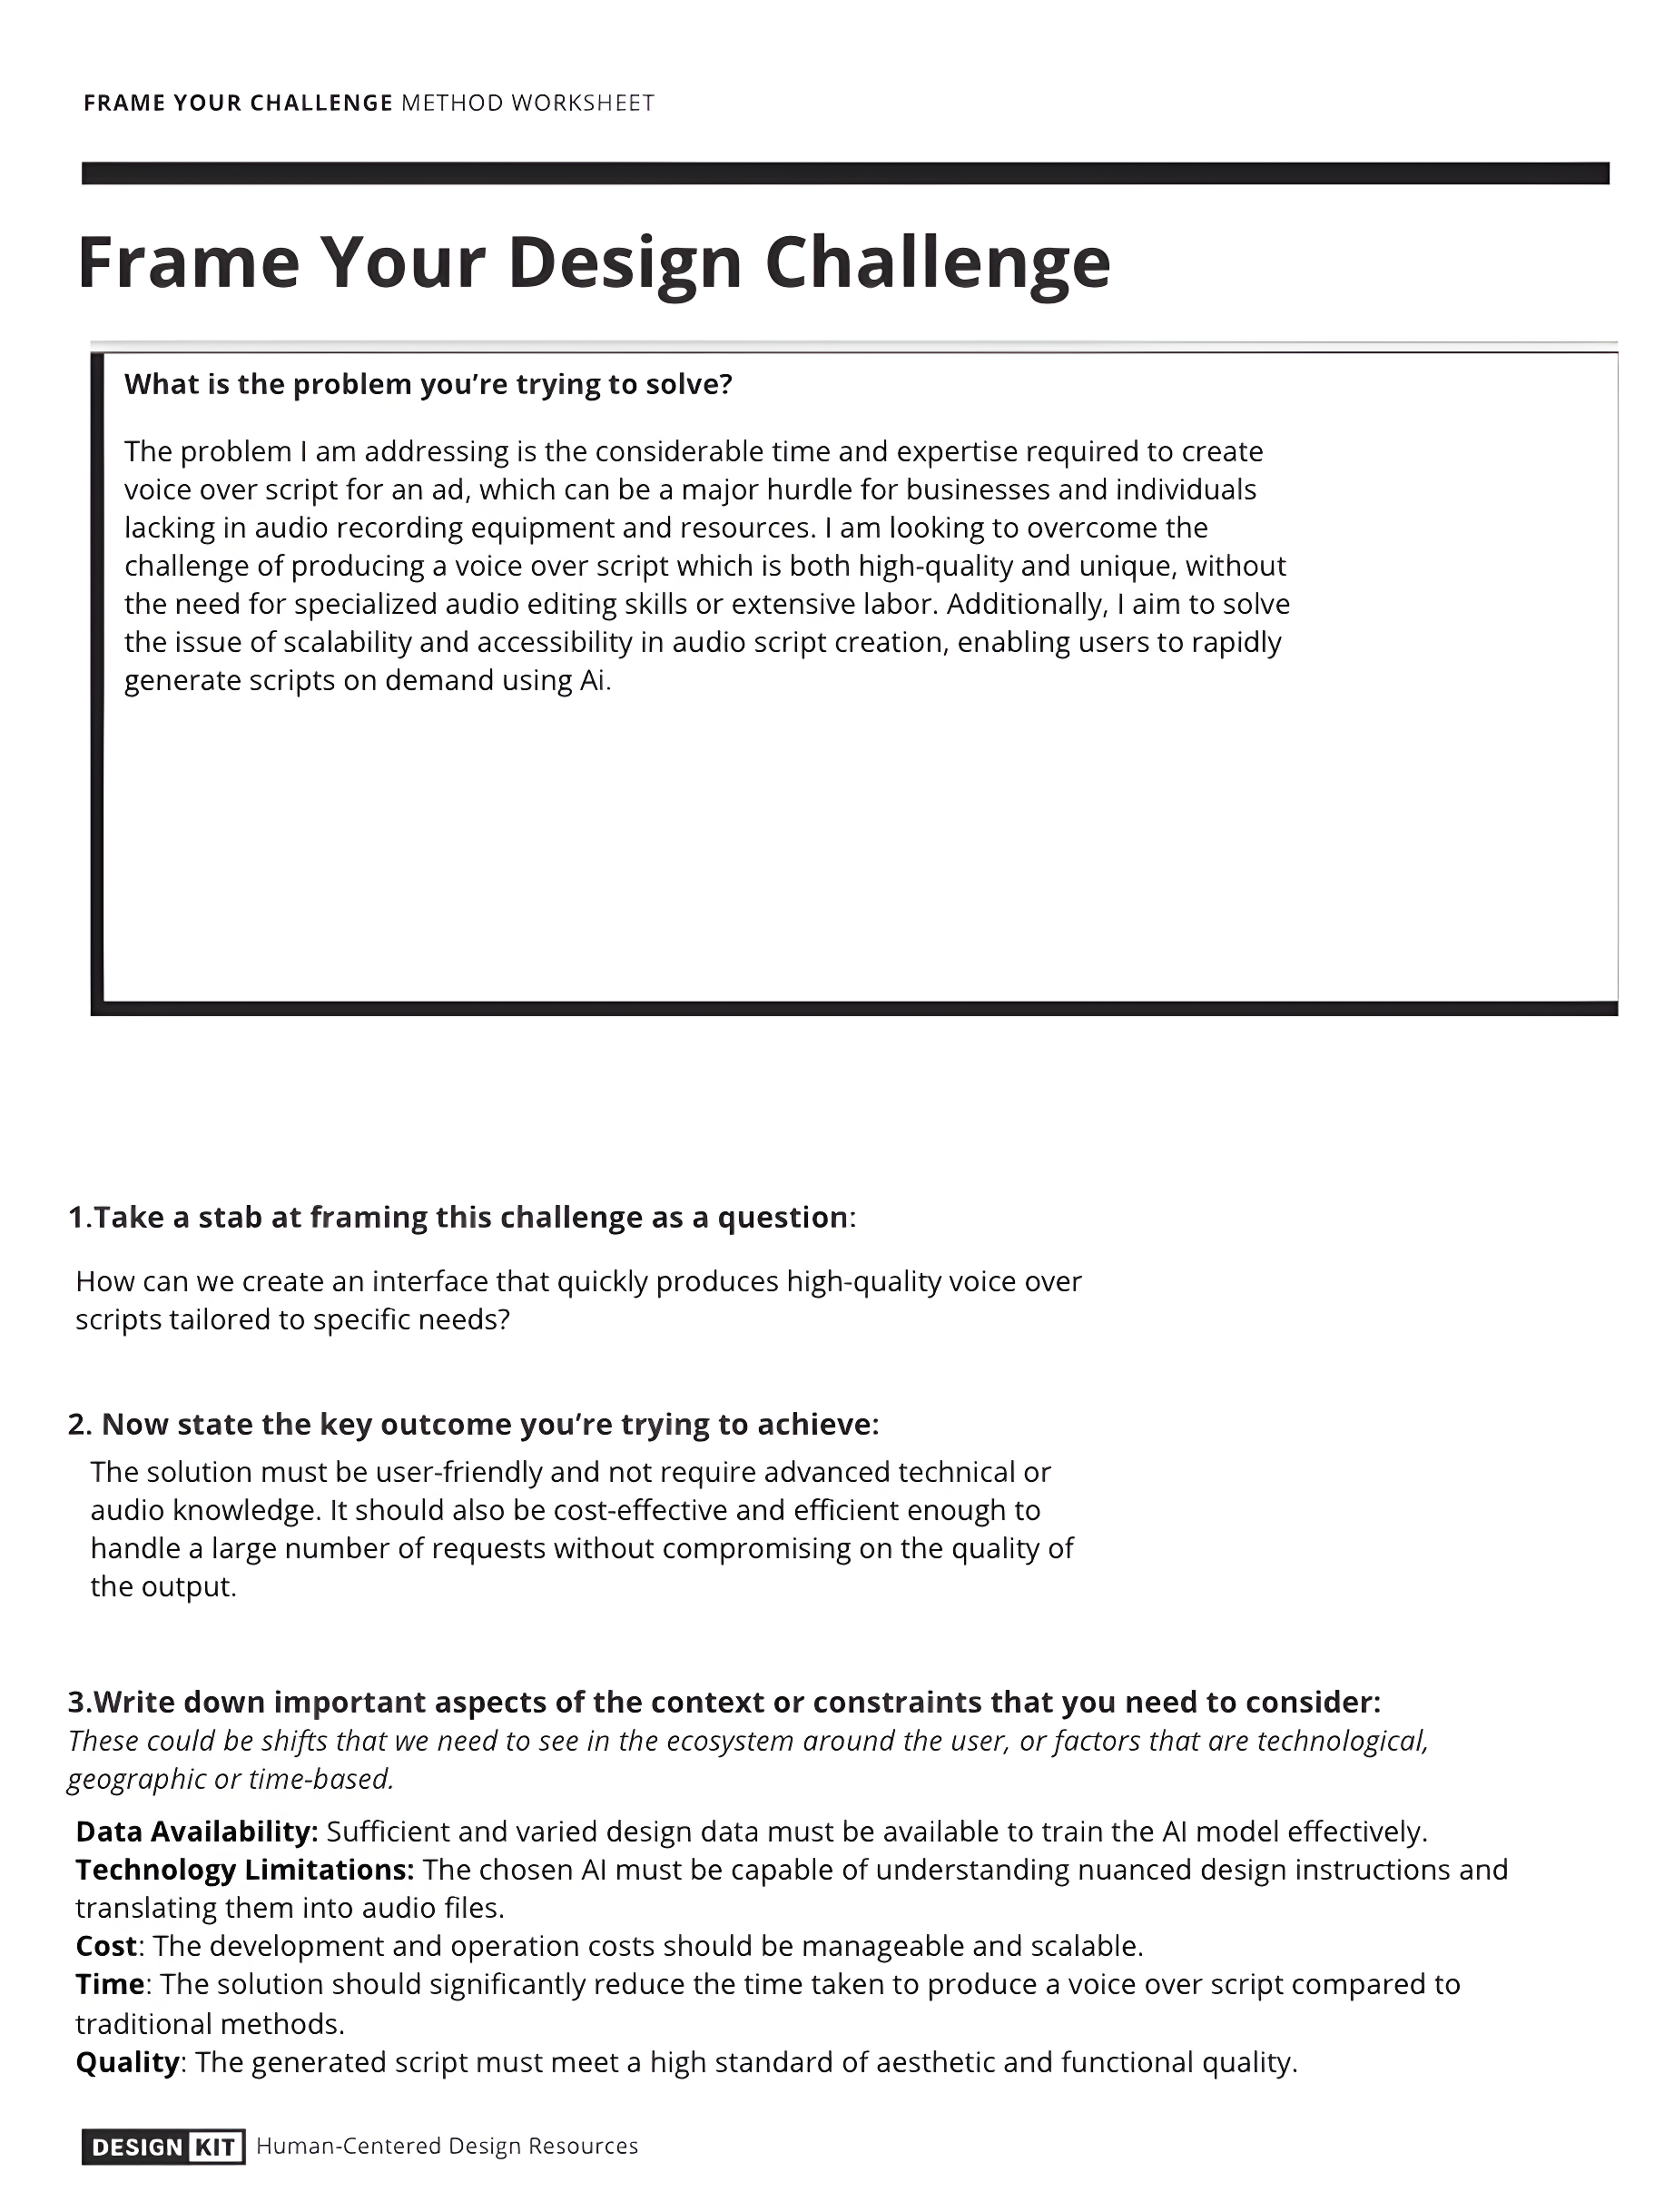 FRAME YOUR CHALLENGE METHOD WORKSHEET
Frame Your Design Challenge
What is the problem you’re trying to solve?
The problem I am addressing is the considerable time and expertise required to create
voice over script for an ad, which can be a major hurdle for businesses and individuals
lacking in audio recording equipment and resources. I am looking to overcome the
challenge of producing a voice over script which is both high-quality and unique, without
the need for specialized audio editing skills or extensive labor. Additionally, I aim to solve
the issue of scalability and accessibility in audio script creation, enabling users to rapidly
generate scripts on demand using Ai.
1.Take a stab at framing this challenge as a question:
How can we create an interface that quickly produces high-quality voice over
scripts tailored to specific needs?
2. Now state the key outcome you’re trying to achieve:
The solution must be user-friendly and not require advanced technical or
audio knowledge. It should also be cost-effective and efficient enough to
handle a large number of requests without compromising on the quality of
the output.
3.Write down important aspects of the context or constraints that you need to consider:
These could be shifts that we need to see in the ecosystem around the user, or factors that are technological,
geographic or time-based.
Data Availability: Sufficient and varied design data must be available to train the AI model effectively.
Technology Limitations: The chosen AI must be capable of understanding nuanced design instructions and
translating them into audio files.
Cost: The development and operation costs should be manageable and scalable.
Time: The solution should significantly reduce the time taken to produce a voice over script compared to
traditional methods.
Quality: The generated script must meet a high standard of aesthetic and functional quality.
DESIGN KIT Human-Centered Design Resources